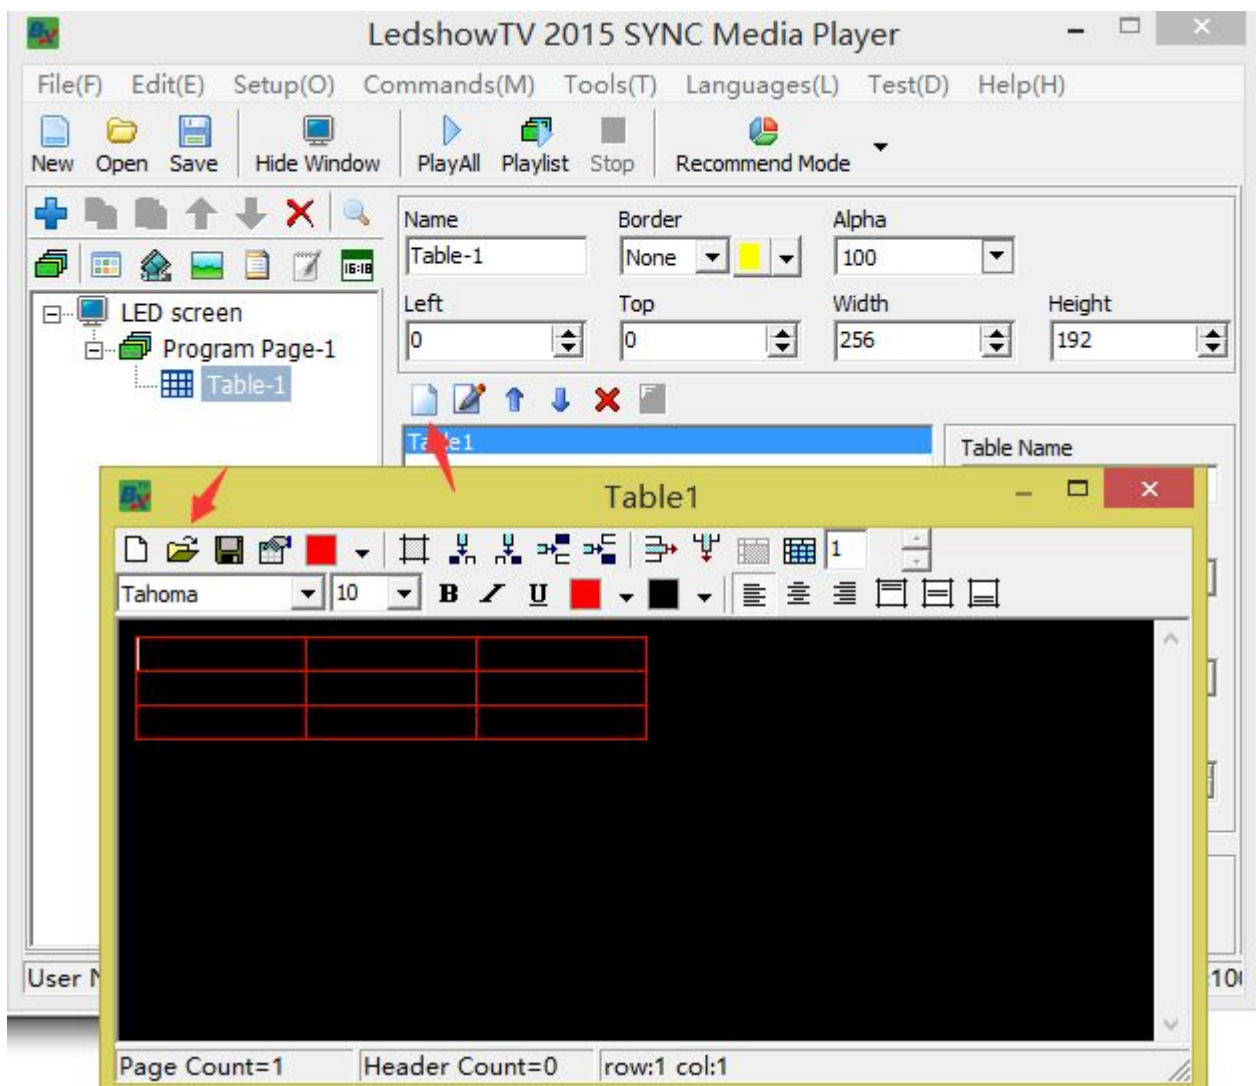 LedshowTV 2015 SYNC Media Player
File(F) Edit(E) Setup(O) Commands(M) Tools(T) Languages(L) Test(D) Help(H)
New Open Save Hide Window PlayAll Playlist Stop Recommend Mode
Name Border Alpha
Table-1 None 100
Left Top Width Height
0 0 256 192
LED screen
Program Page-1
Table-1
Table1
Table Name
Table1
1
Tahoma 10 B I U
User
Page Count=1 Header Count=0 row:1 col:1